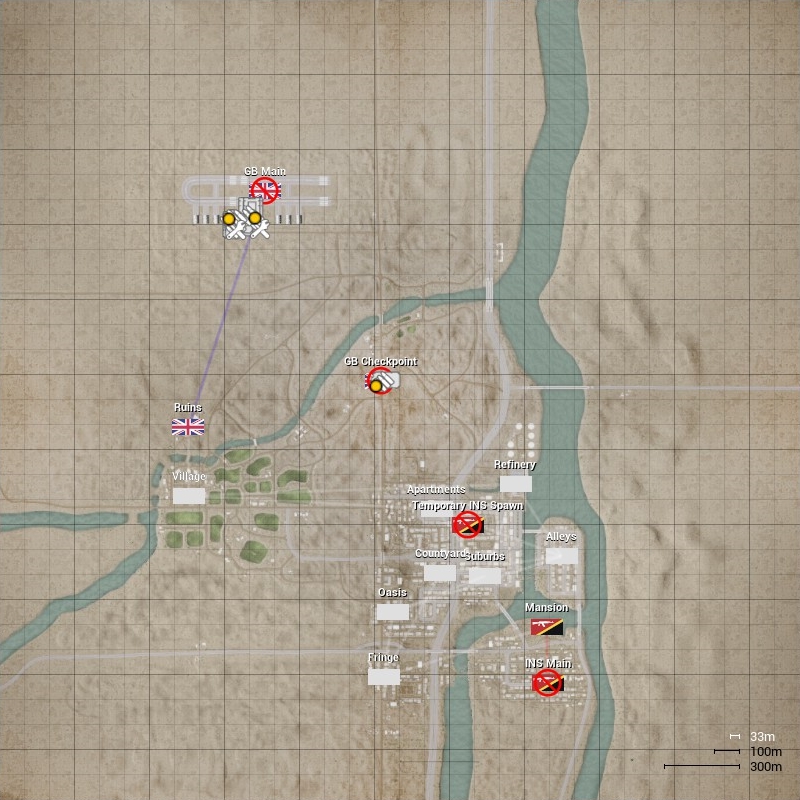 GB Main
GB Checkpoint
Ruins
Refinery
Village
Apartments
Temporary INS Spawn
Alleys
Courtyard
Suburbs
Oasis
Mansion
Fringe
INS Main
33m
100m
300m